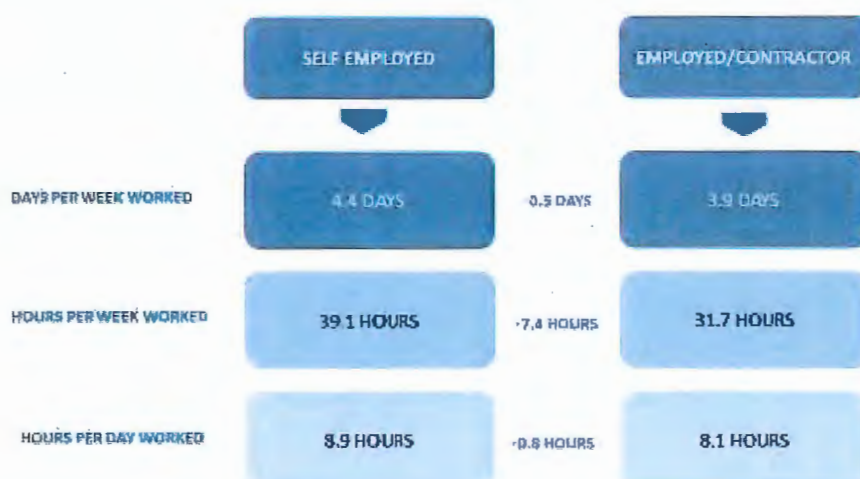 SELF EMPLOYED EMPLOYED/CONTRACTOR
DAYS PER WEEK WORKED 4.4 DAYS -0.5 DAYS 3.9 DAYS
HOURS PER WEEK WORKED 39.1 HOURS -7.4 HOURS 31.7 HOURS
HOURS PER DAY WORKED 8.9 HOURS -0.8 HOURS 8.1 HOURS